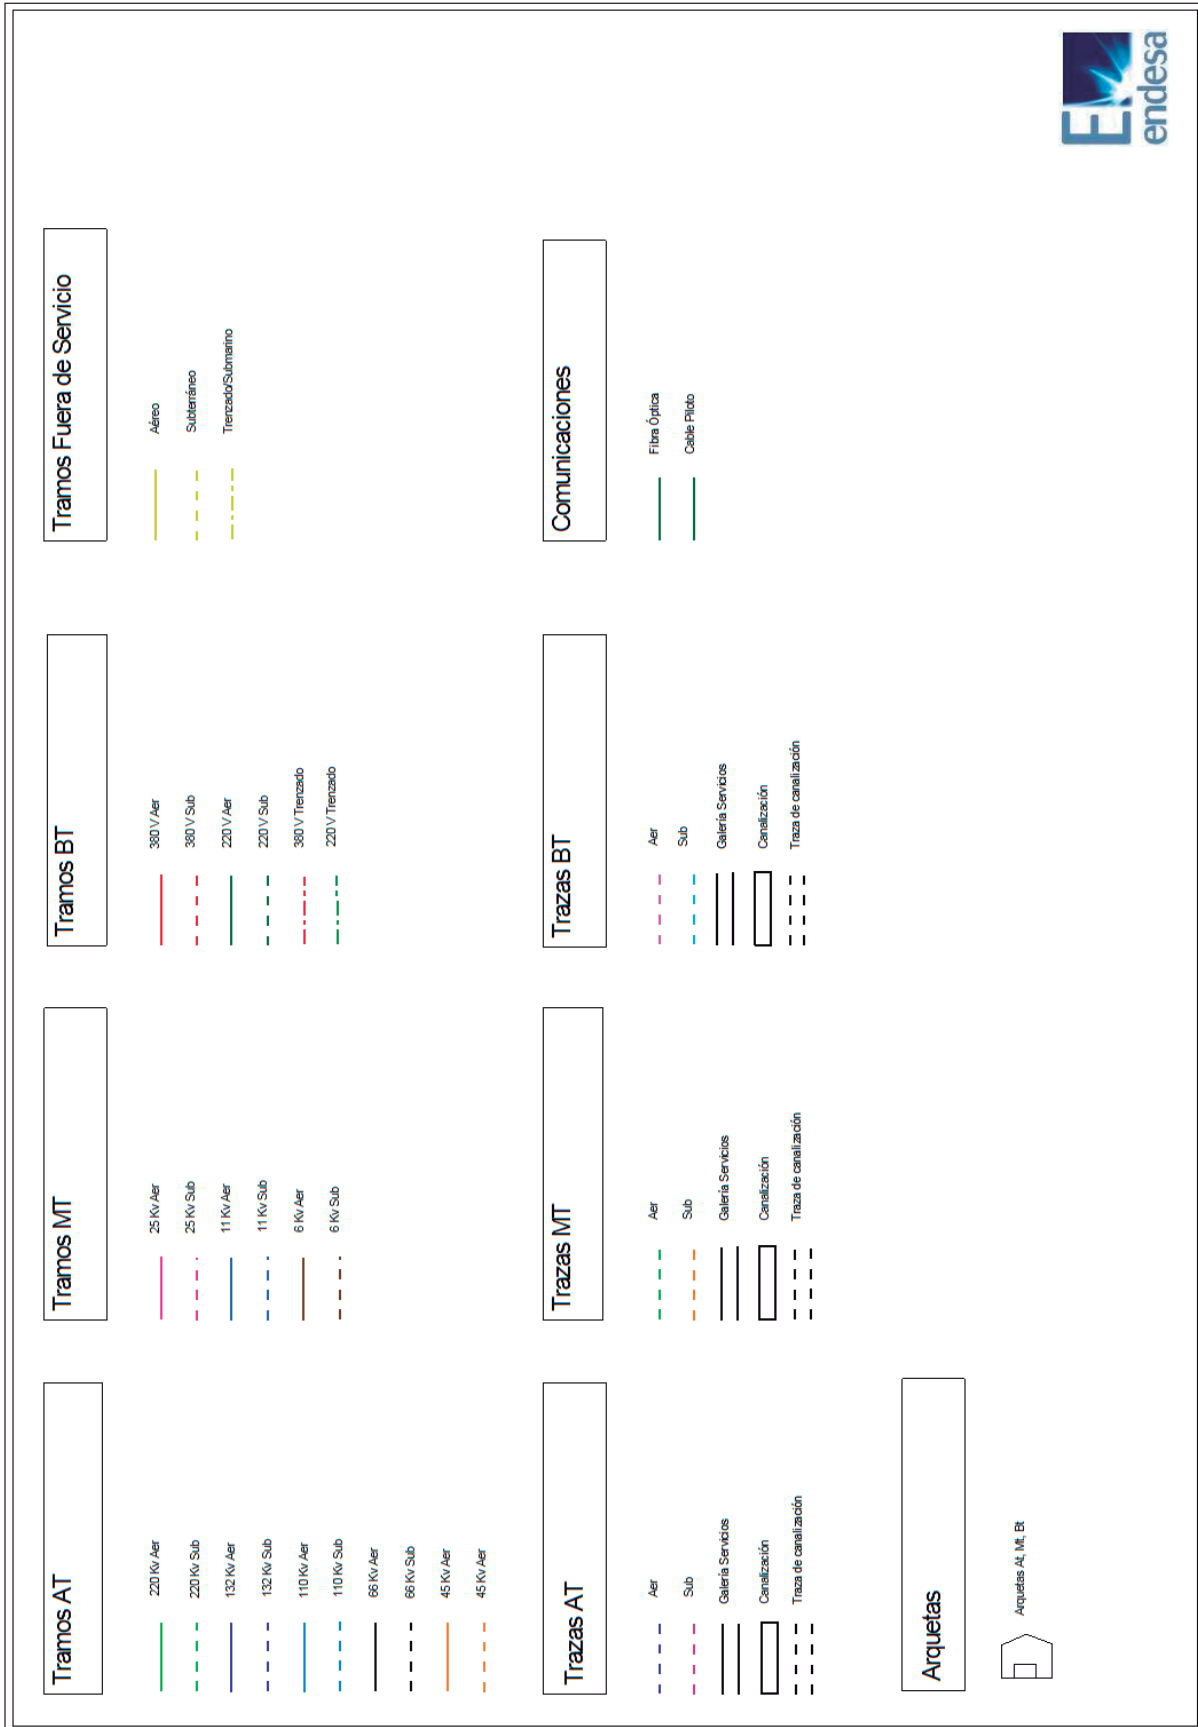 Tramos AT
220 Kv Aer
220 Kv Sub
132 Kv Aer
132 Kv Sub
110 Kv Aer
110 Kv Sub
66 Kv Aer
66 Kv Sub
45 Kv Aer
45 Kv Aer
Tramos MT
25 Kv Aer
25 Kv Sub
11 Kv Aer
11 Kv Sub
6 Kv Aer
6 Kv Sub
Tramos BT
380 V Aer
380 V Sub
220 V Aer
220 V Sub
380 V Trenzado
220 V Trenzado
Tramos Fuera de Servicio
Aéreo
Subterráneo
Trenzado/Submarino
Trazas AT
Aer
Sub
Galería Servicios
Canalización
Traza de canalización
Trazas MT
Aer
Sub
Galería Servicios
Canalización
Traza de canalización
Trazas BT
Aer
Sub
Galería Servicios
Canalización
Traza de canalización
Comunicaciones
Fibra Óptica
Cable Piloto
Arquetas
Arquetas At, Mt, Bt
E
endesa